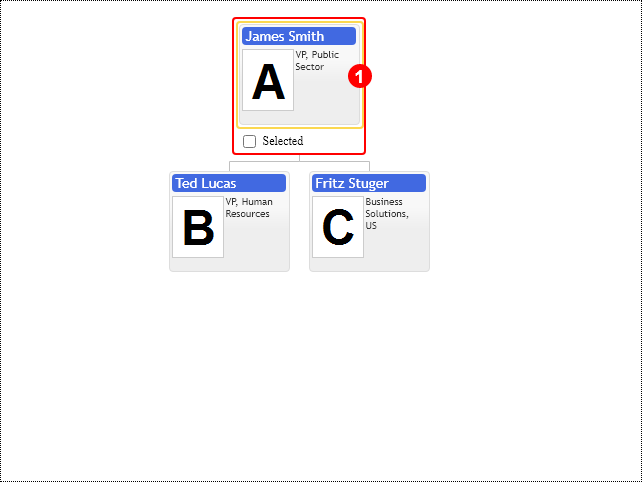 James Smith
VP, Public
Sector
A
1
Selected
Ted Lucas
VP, Human
Resources
B
Fritz Stuger
Business
Solutions,
US
C